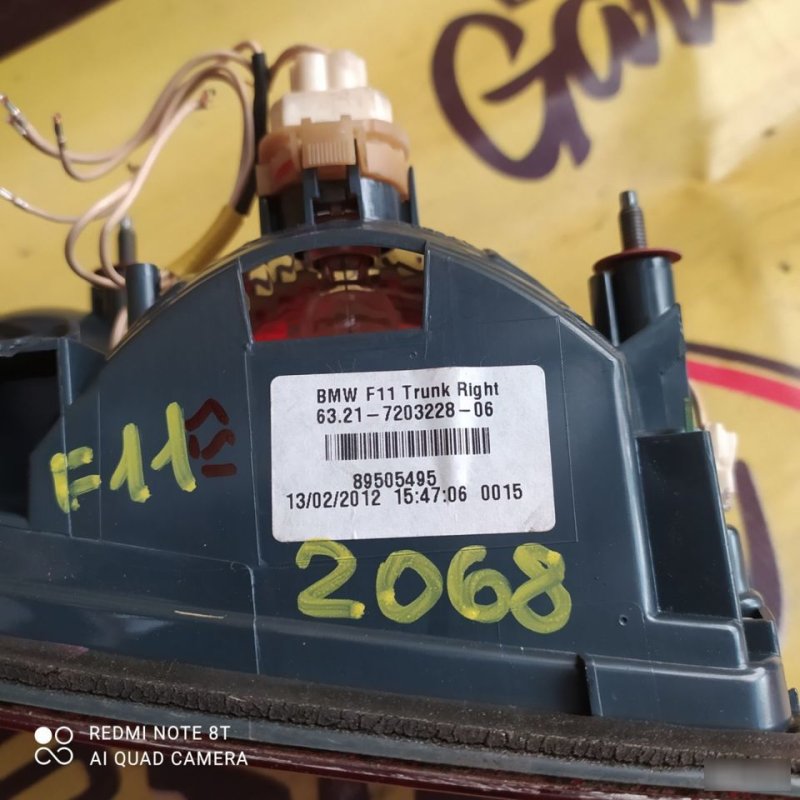 BMW F11 Trunk Right
63.21-7203228-06
89505495
13/02/2012 15:47:06 0015
F11
2068
REDMI NOTE 8T
AI QUAD CAMERA